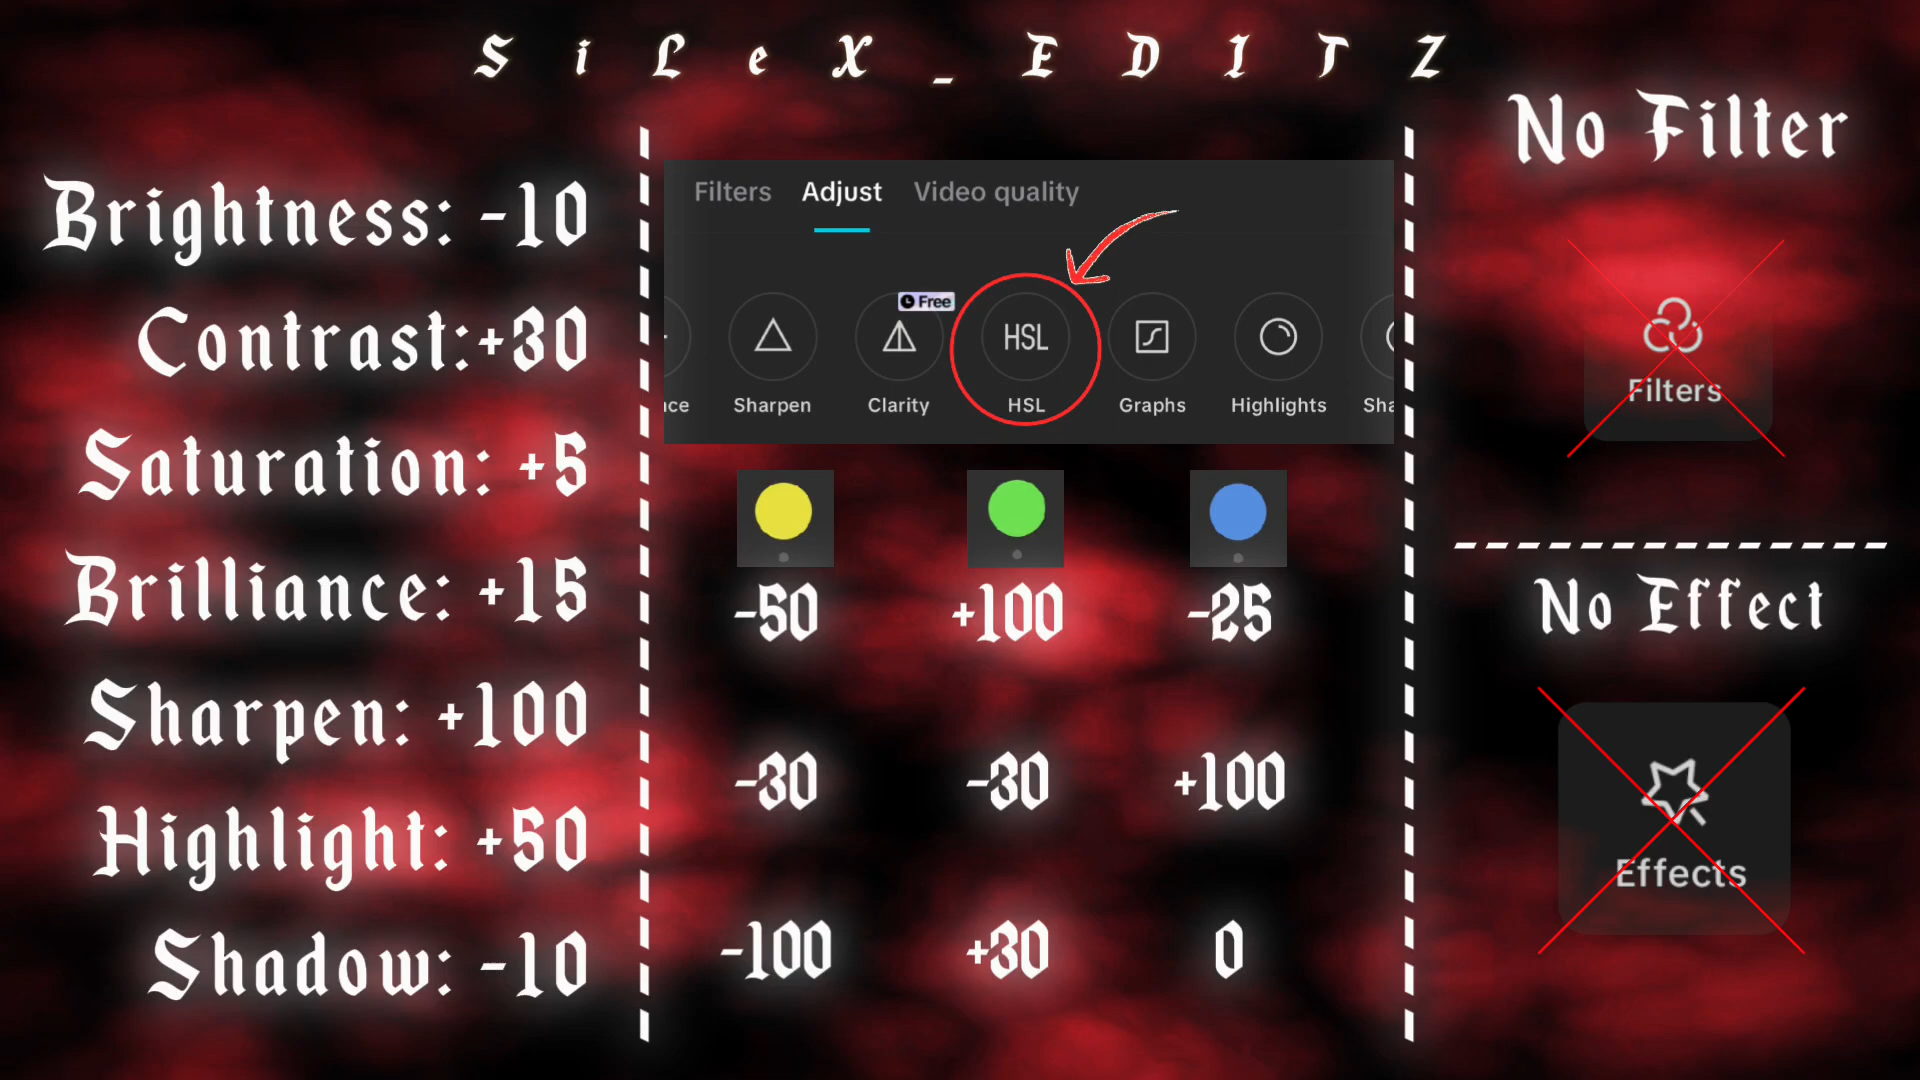 SiLeX_EDITZ
Brightness: -10
Contrast:+30
Saturation: +5
Brilliance: +15
Sharpen: +100
Highlight: +50
Shadow: -10
Filters Adjust Video quality
Free
HSL
Sharpen Clarity HSL Graphs Highlights
-50 +100 -25
-30 -30 +100
-100 +30 0
No Filter
Filters
No Effect
Effects